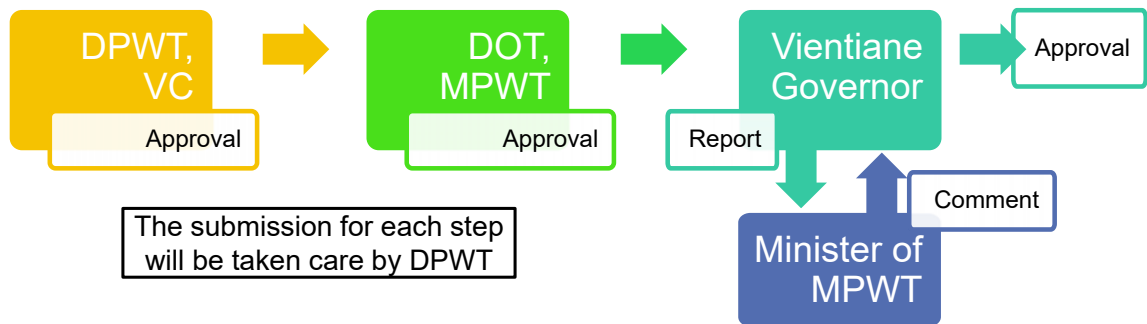 DPWT,
VC
Approval
DOT,
MPWT
Approval
Vientiane
Governor
Approval
Report
Comment
Minister of
MPWT
The submission for each step
will be taken care by DPWT